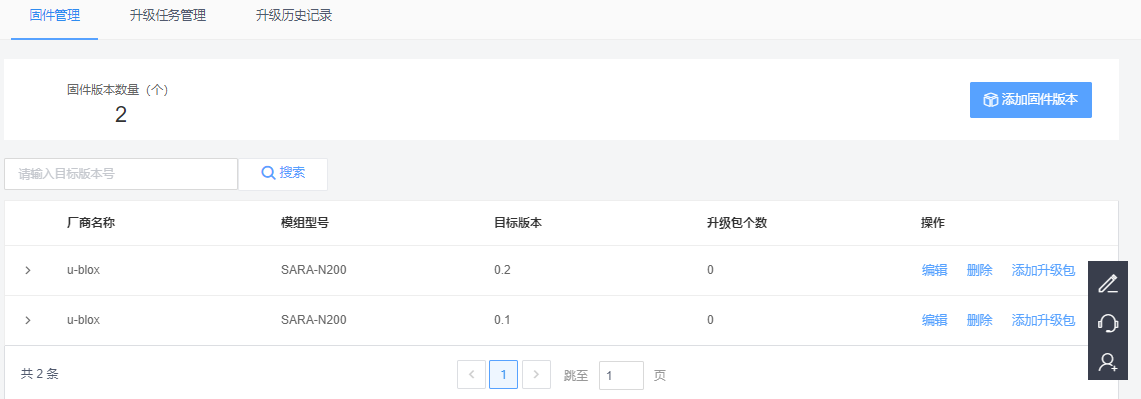 固件管理 升级任务管理 升级历史记录
固件版本数量（个）
2
添加固件版本
请输入目标版本号 搜索
厂商名称 模组型号 目标版本 升级包个数 操作
u-blox SARA-N200 0.2 0 编辑 删除 添加升级包
u-blox SARA-N200 0.1 0 编辑 删除 添加升级包
共 2 条 1 跳至 1 页